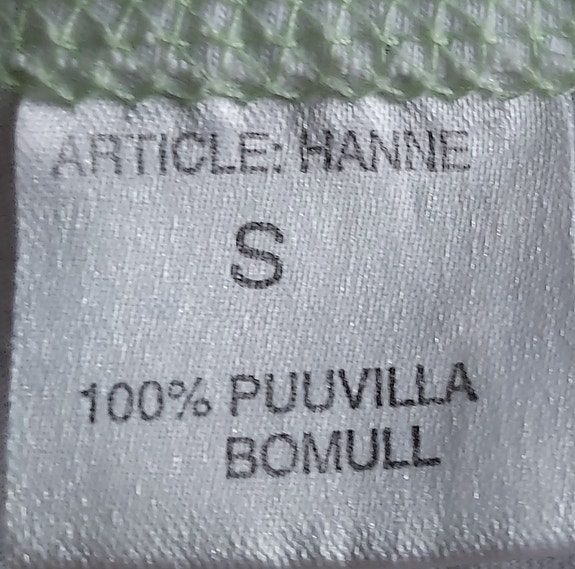 ARTICLE: HANNE
S
100% PUUVILLA
BOMULL